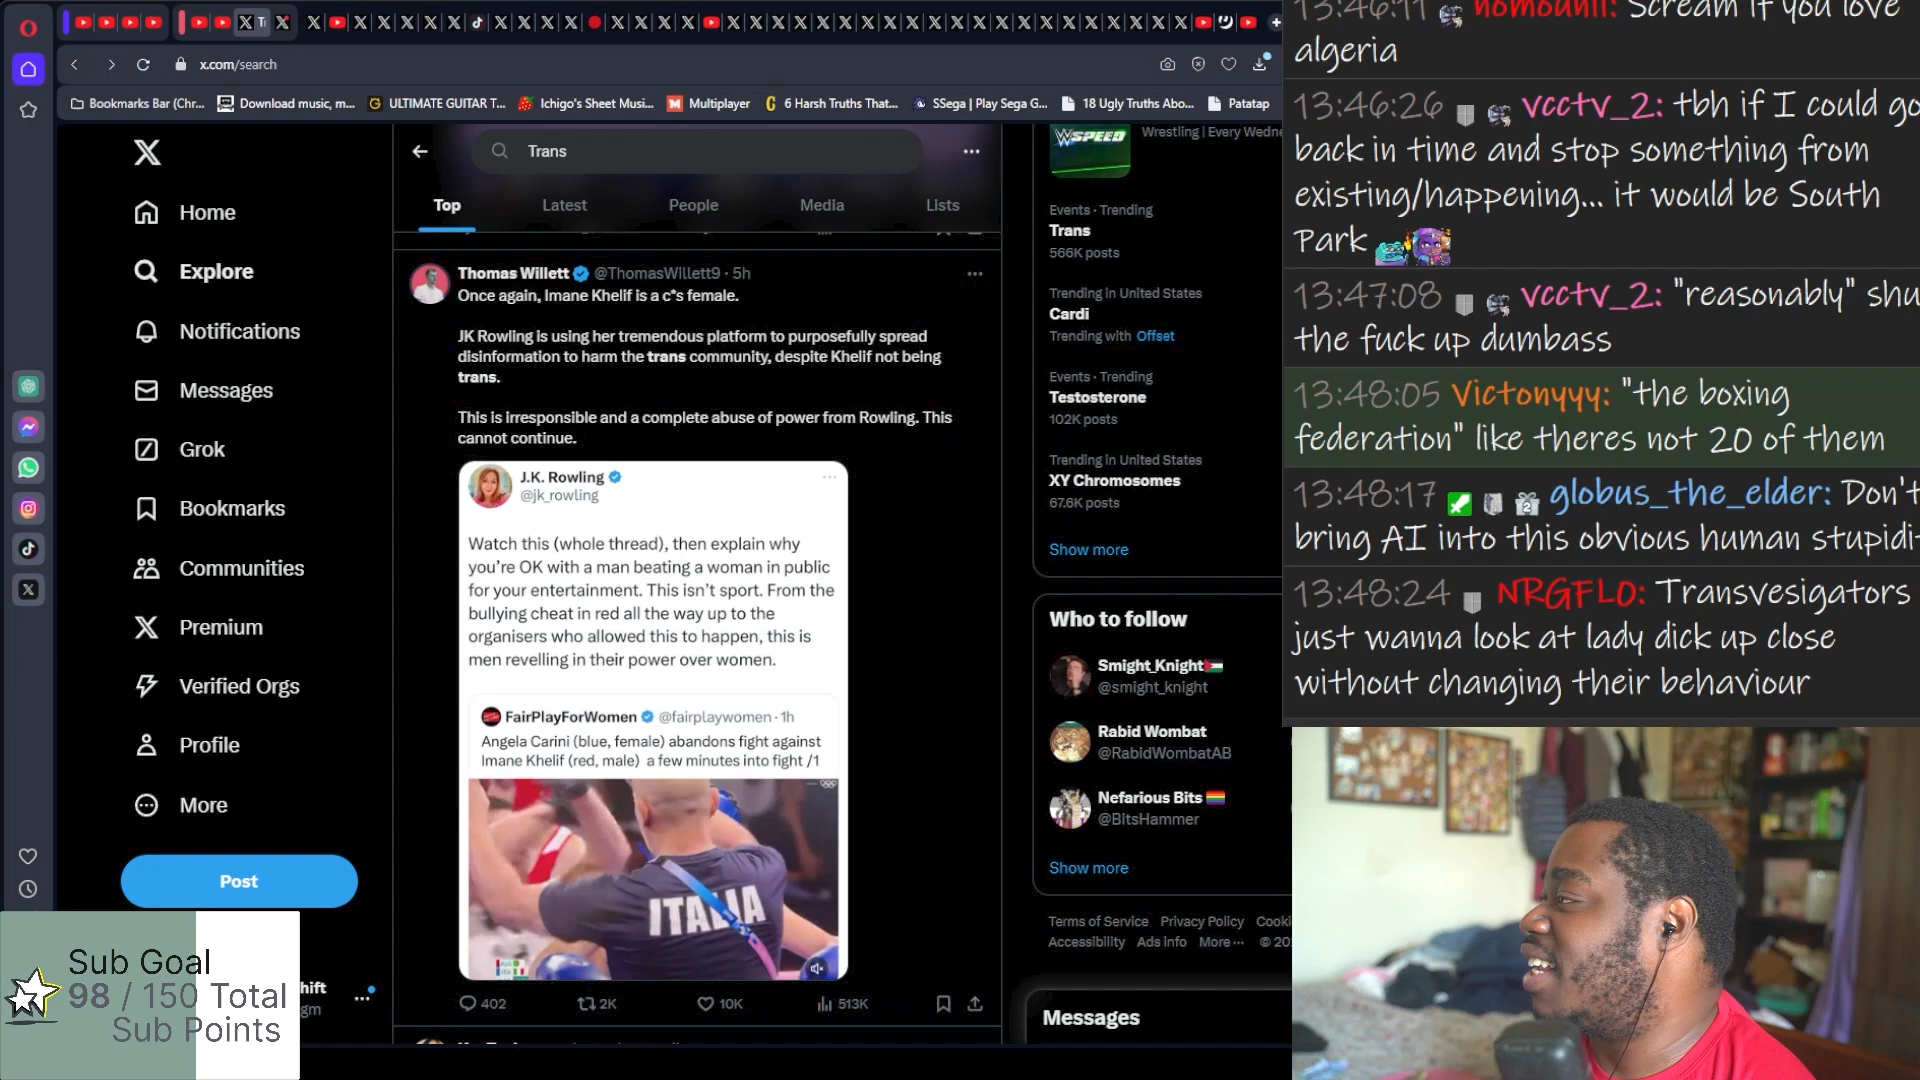 x.com/search
Bookmarks Bar (Chr...
Download music, m...
ULTIMATE GUITAR T...
Ichigo's Sheet Musi...
Multiplayer
6 Harsh Truths That...
SSega | Play Sega G...
18 Ugly Truths Abo...
Patatap
Home
Explore
Notifications
Messages
Grok
Bookmarks
Communities
Premium
Verified Orgs
Profile
More
Post
Sub Goal
98 / 150 Total
Sub Points
Trans
Top
Latest
People
Media
Lists
Thomas Willett @ThomasWillett9 · 5h
Once again, Imane Khelif is a c*s female.
JK Rowling is using her tremendous platform to purposefully spread
disinformation to harm the trans community, despite Khelif not being
trans.
This is irresponsible and a complete abuse of power from Rowling. This
cannot continue.
J.K. Rowling
@jk_rowling
Watch this (whole thread), then explain why
you're OK with a man beating a woman in public
for your entertainment. This isn't sport. From the
bullying cheat in red all the way up to the
organisers who allowed this to happen, this is
men revelling in their power over women.
FairPlayForWomen @fairplaywomen · 1h
Angela Carini (blue, female) abandons fight against
Imane Khelif (red, male) a few minutes into fight /1
ITALIA
402
2K
10K
513K
WWSPEED
Wrestling | Every Wedne
Events · Trending
Trans
566K posts
Trending in United States
Cardi
Trending with Offset
Events · Trending
Testosterone
102K posts
Trending in United States
XY Chromosomes
67.6K posts
Show more
Who to follow
Smight_Knight
@smight_knight
Rabid Wombat
@RabidWombatAB
Nefarious Bits
@BitsHammer
Show more
Terms of Service Privacy Policy Cooki
Accessibility Ads info More ··· © 20
Messages
13:46:11 nomounll: Scream if you love
algeria
13:46:26 vcctv_2: tbh if I could go
back in time and stop something from
existing/happening... it would be South
Park
13:47:08 vcctv_2: "reasonably" shu
the fuck up dumbass
13:48:05 Victonyyy: "the boxing
federation" like theres not 20 of them
13:48:17 globus_the_elder: Don't
bring AI into this obvious human stupidi
13:48:24 NRGFLO: Transvesigators
just wanna look at lady dick up close
without changing their behaviour